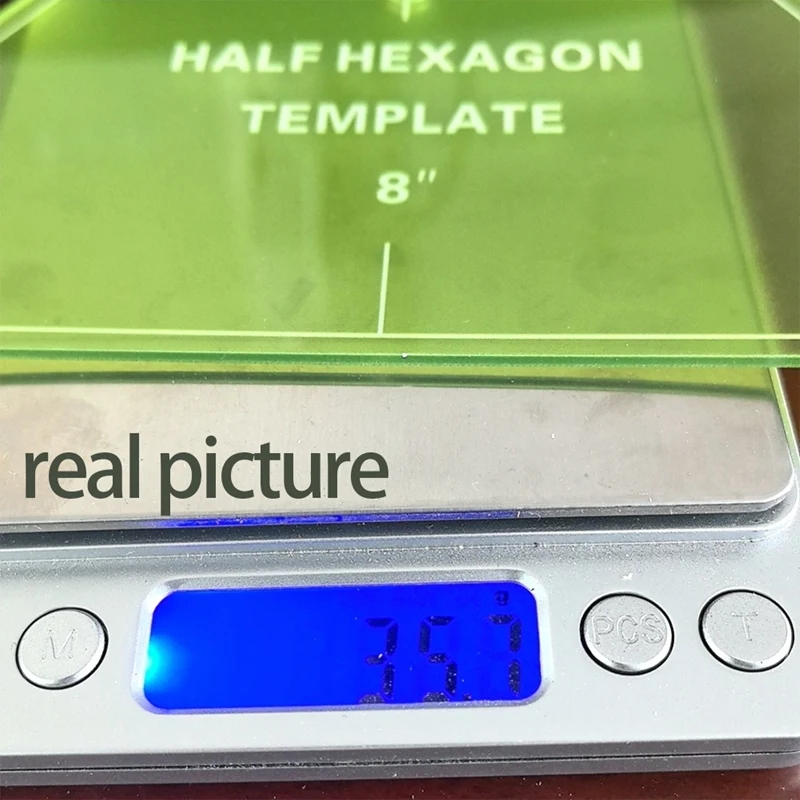 HALF HEXAGON
TEMPLATE
8"
real picture
g
35.7
M
PCS
T